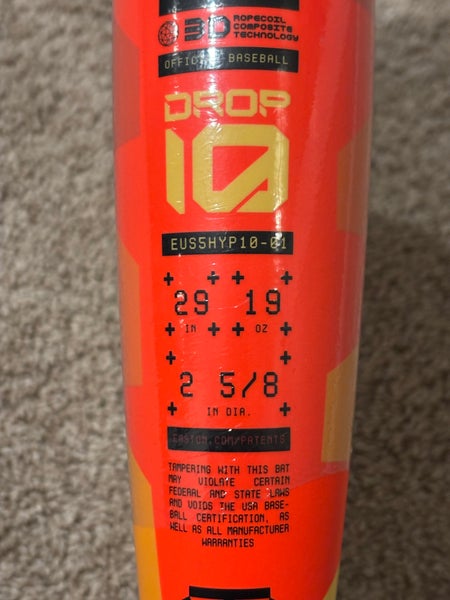 3D ROPECOIL
COMPOSITE
TECHNOLOGY
OFFICIAL BASEBALL
DROP
10
EUS5HYP10-01
29 19
IN OZ
2 5/8
IN DIA.
EASTON.COM/PATENTS
TAMPERING WITH THIS BAT
MAY VIOLATE CERTAIN
FEDERAL AND STATE LAWS
AND VOIDS THE USA BASE-
BALL CERTIFICATION, AS
WELL AS ALL MANUFACTURER
WARRANTIES